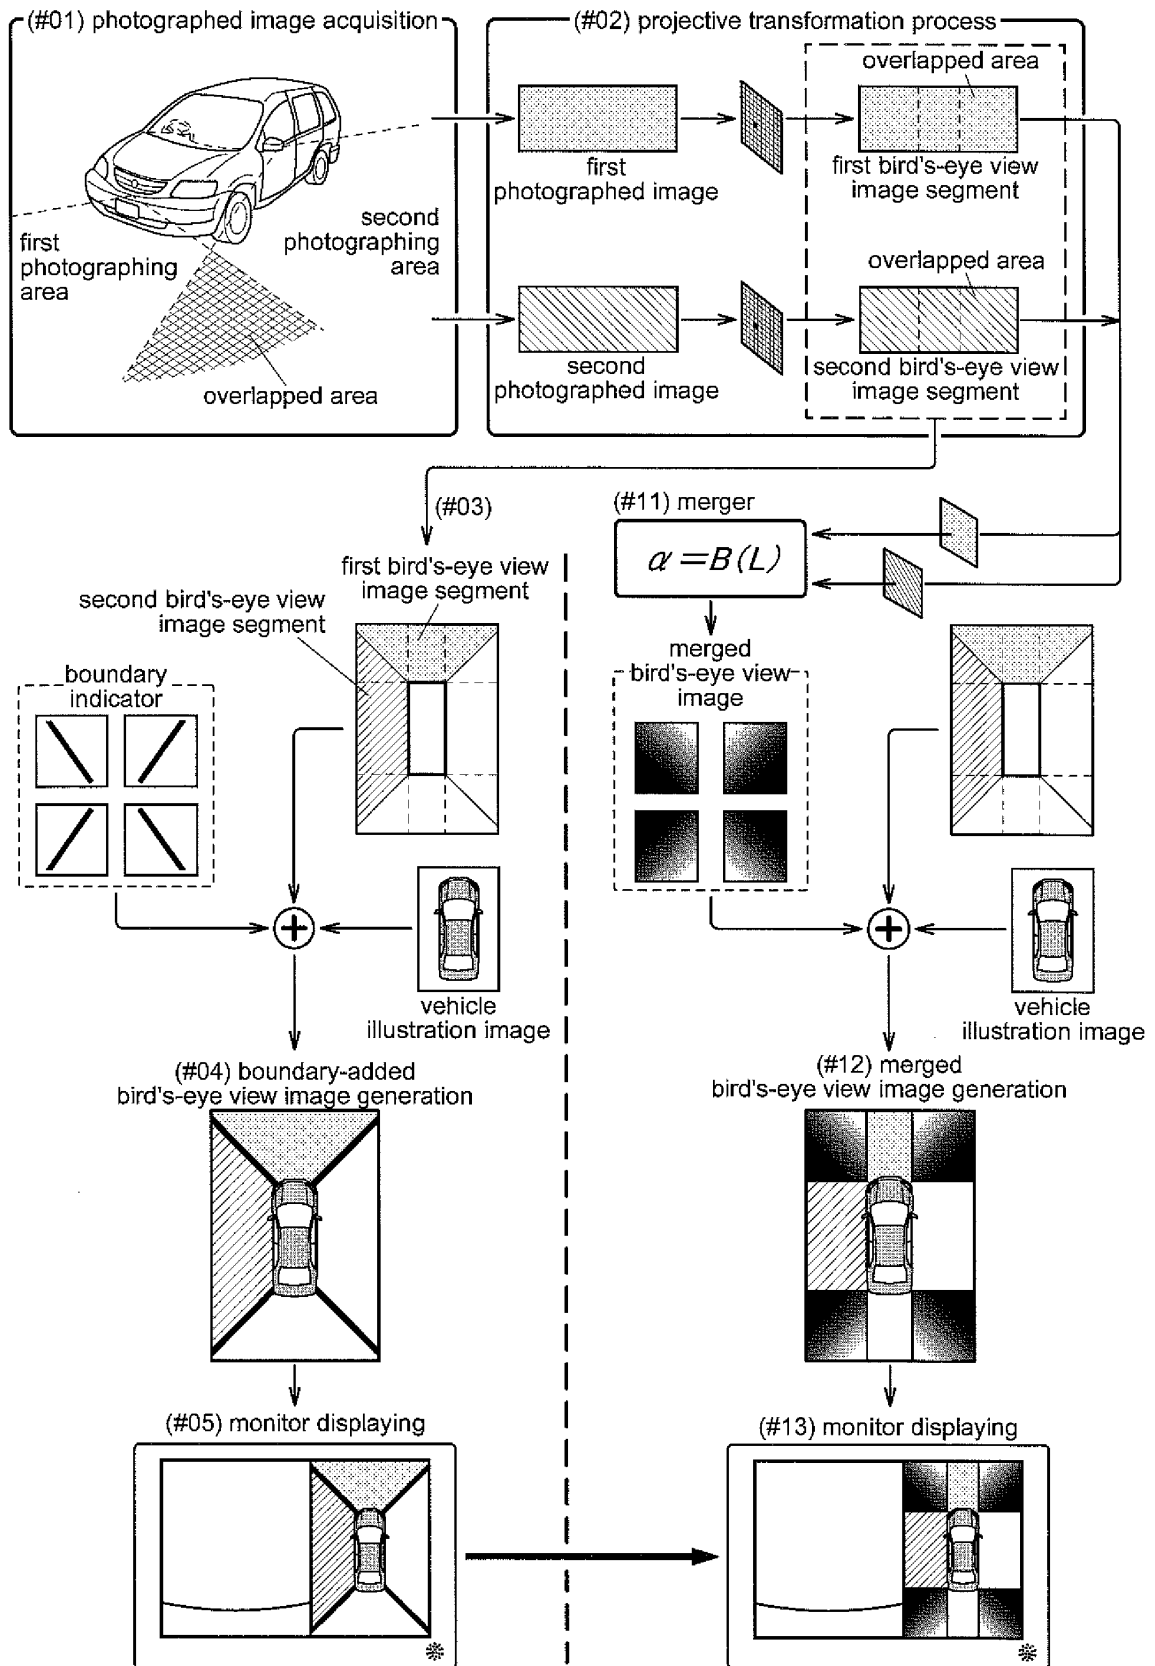 (#01) photographed image acquisition
(#02) projective transformation process
first
photographing
area
second
photographing
area
overlapped area
first
photographed image
overlapped area
first bird's-eye view
image segment
second
photographed image
overlapped area
second bird's-eye view
image segment
(#03)
first bird's-eye view
image segment
second bird's-eye view
image segment
boundary
indicator
vehicle
illustration image
(#04) boundary-added
bird's-eye view image generation
(#05) monitor displaying
(#11) merger
α=B(L)
merged
bird's-eye view
image
vehicle
illustration image
(#12) merged
bird's-eye view image generation
(#13) monitor displaying